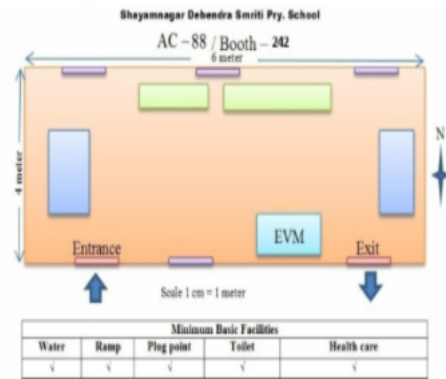 Shayamnagar Debendra Smriti Pry. School
AC – 88 / Booth – 242
6 meter
4 meter
N
EVM
Entrance
Exit
Scale 1 cm = 1 meter
Minimum Basic Facilities
Water Ramp Plug point Toilet Health care
√ √ √ √ √